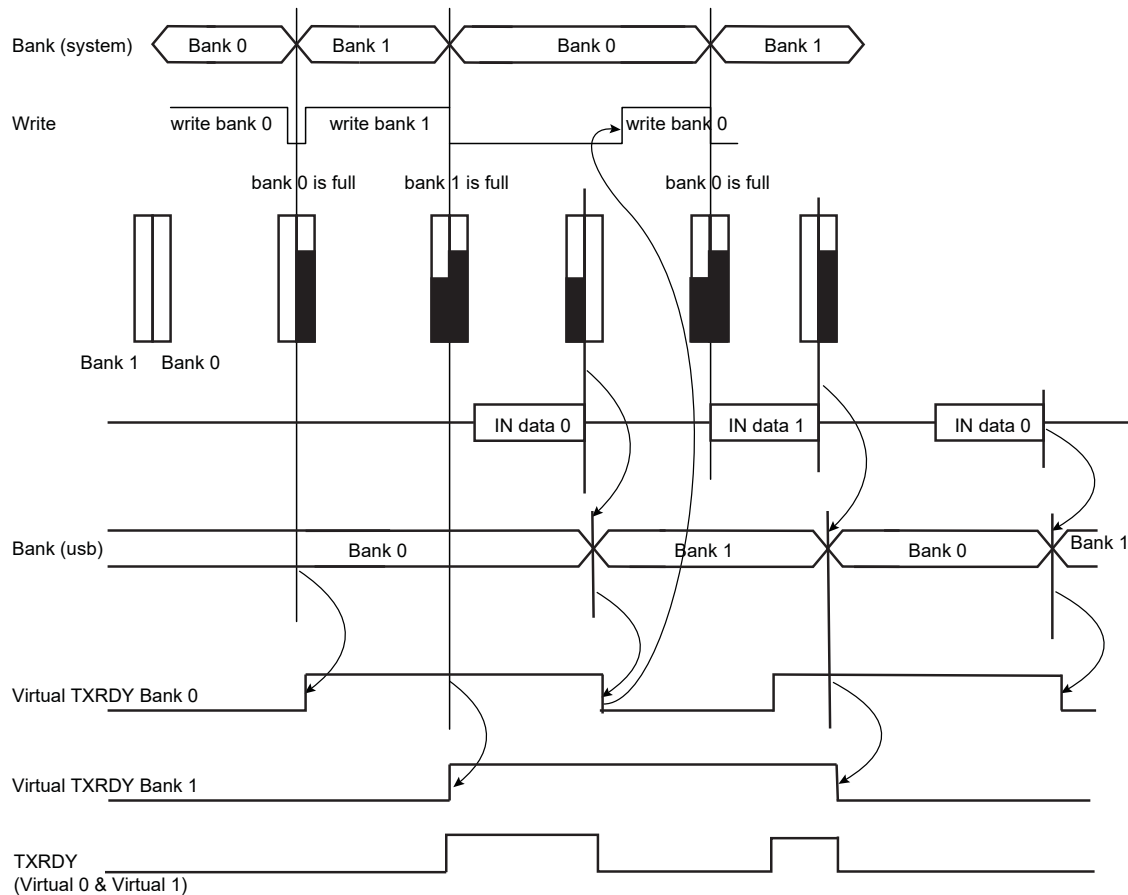 Bank (system)
Bank 0
Bank 1
Bank 0
Bank 1
Write
write bank 0
write bank 1
write bank 0
bank 0 is full
bank 1 is full
bank 0 is full
Bank 1
Bank 0
IN data 0
IN data 1
IN data 0
Bank (usb)
Bank 0
Bank 1
Bank 0
Bank 1
Virtual TXRDY Bank 0
Virtual TXRDY Bank 1
TXRDY
(Virtual 0 & Virtual 1)